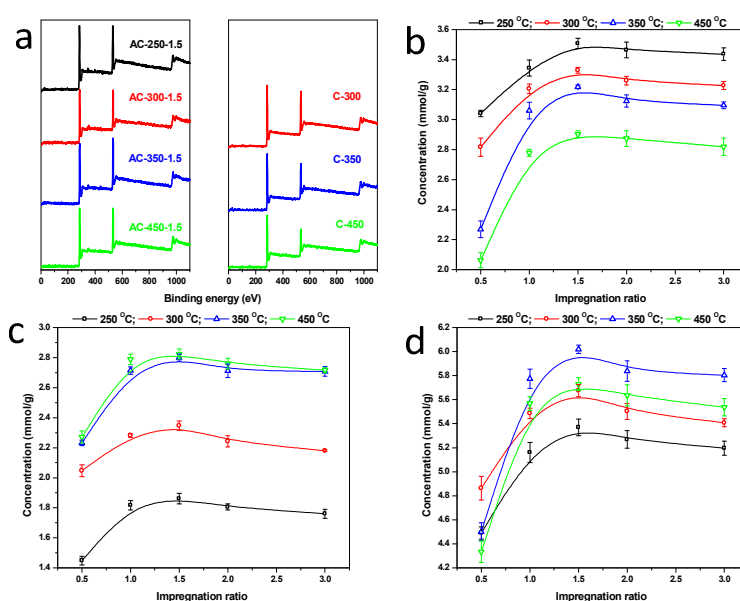 a
AC-250-1.5
AC-300-1.5
AC-350-1.5
AC-450-1.5
0 200 400 600 800 1000
C-300
C-350
C-450
0 200 400 600 800 1000
Binding energy (eV)
b
250 °C; 300 °C; 350 °C; 450 °C
Concentration (mmol/g)
3.6
3.4
3.2
3.0
2.8
2.6
2.4
2.2
2.0
0.5 1.0 1.5 2.0 2.5 3.0
Impregnation ratio
c
250 °C; 300 °C; 350 °C; 450 °C
Concentration (mmol/g)
3.0
2.8
2.6
2.4
2.2
2.0
1.8
1.6
1.4
0.5 1.0 1.5 2.0 2.5 3.0
Impregnation ratio
d
250 °C; 300 °C; 350 °C; 450 °C
Concentration (mmol/g)
6.2
6.0
5.8
5.6
5.4
5.2
5.0
4.8
4.6
4.4
4.2
0.5 1.0 1.5 2.0 2.5 3.0
Impregnation ratio